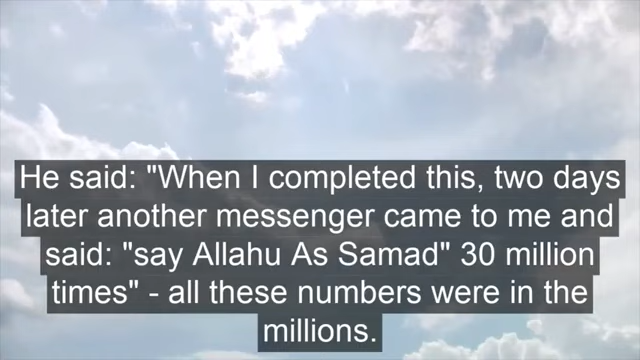 He said: "When I completed this, two days
later another messenger came to me and
said: "say Allahu As Samad" 30 million
times" - all these numbers were in the
millions.